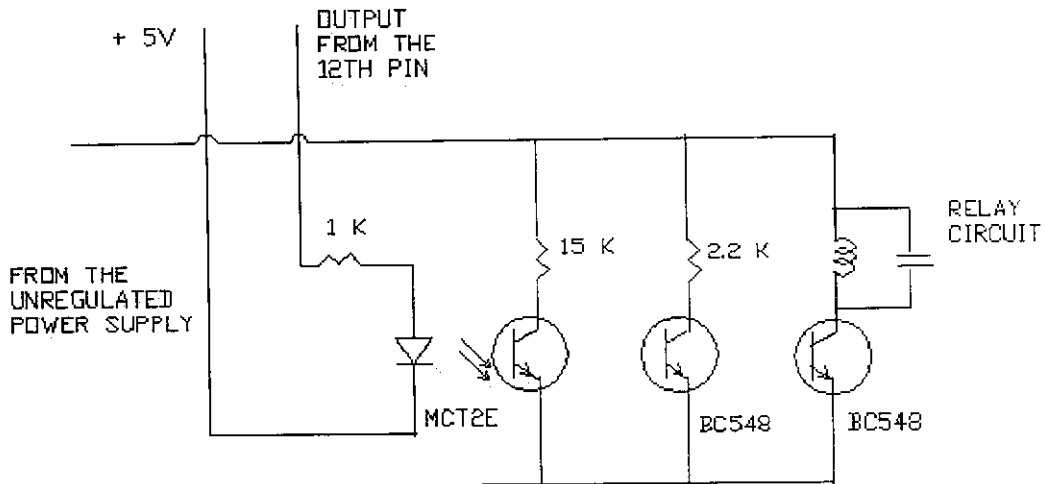 + 5V
OUTPUT
FROM THE
12TH PIN
1 K
15 K
2.2 K
RELAY
CIRCUIT
FROM THE
UNREGULATED
POWER SUPPLY
MCT2E
BC548
BC548